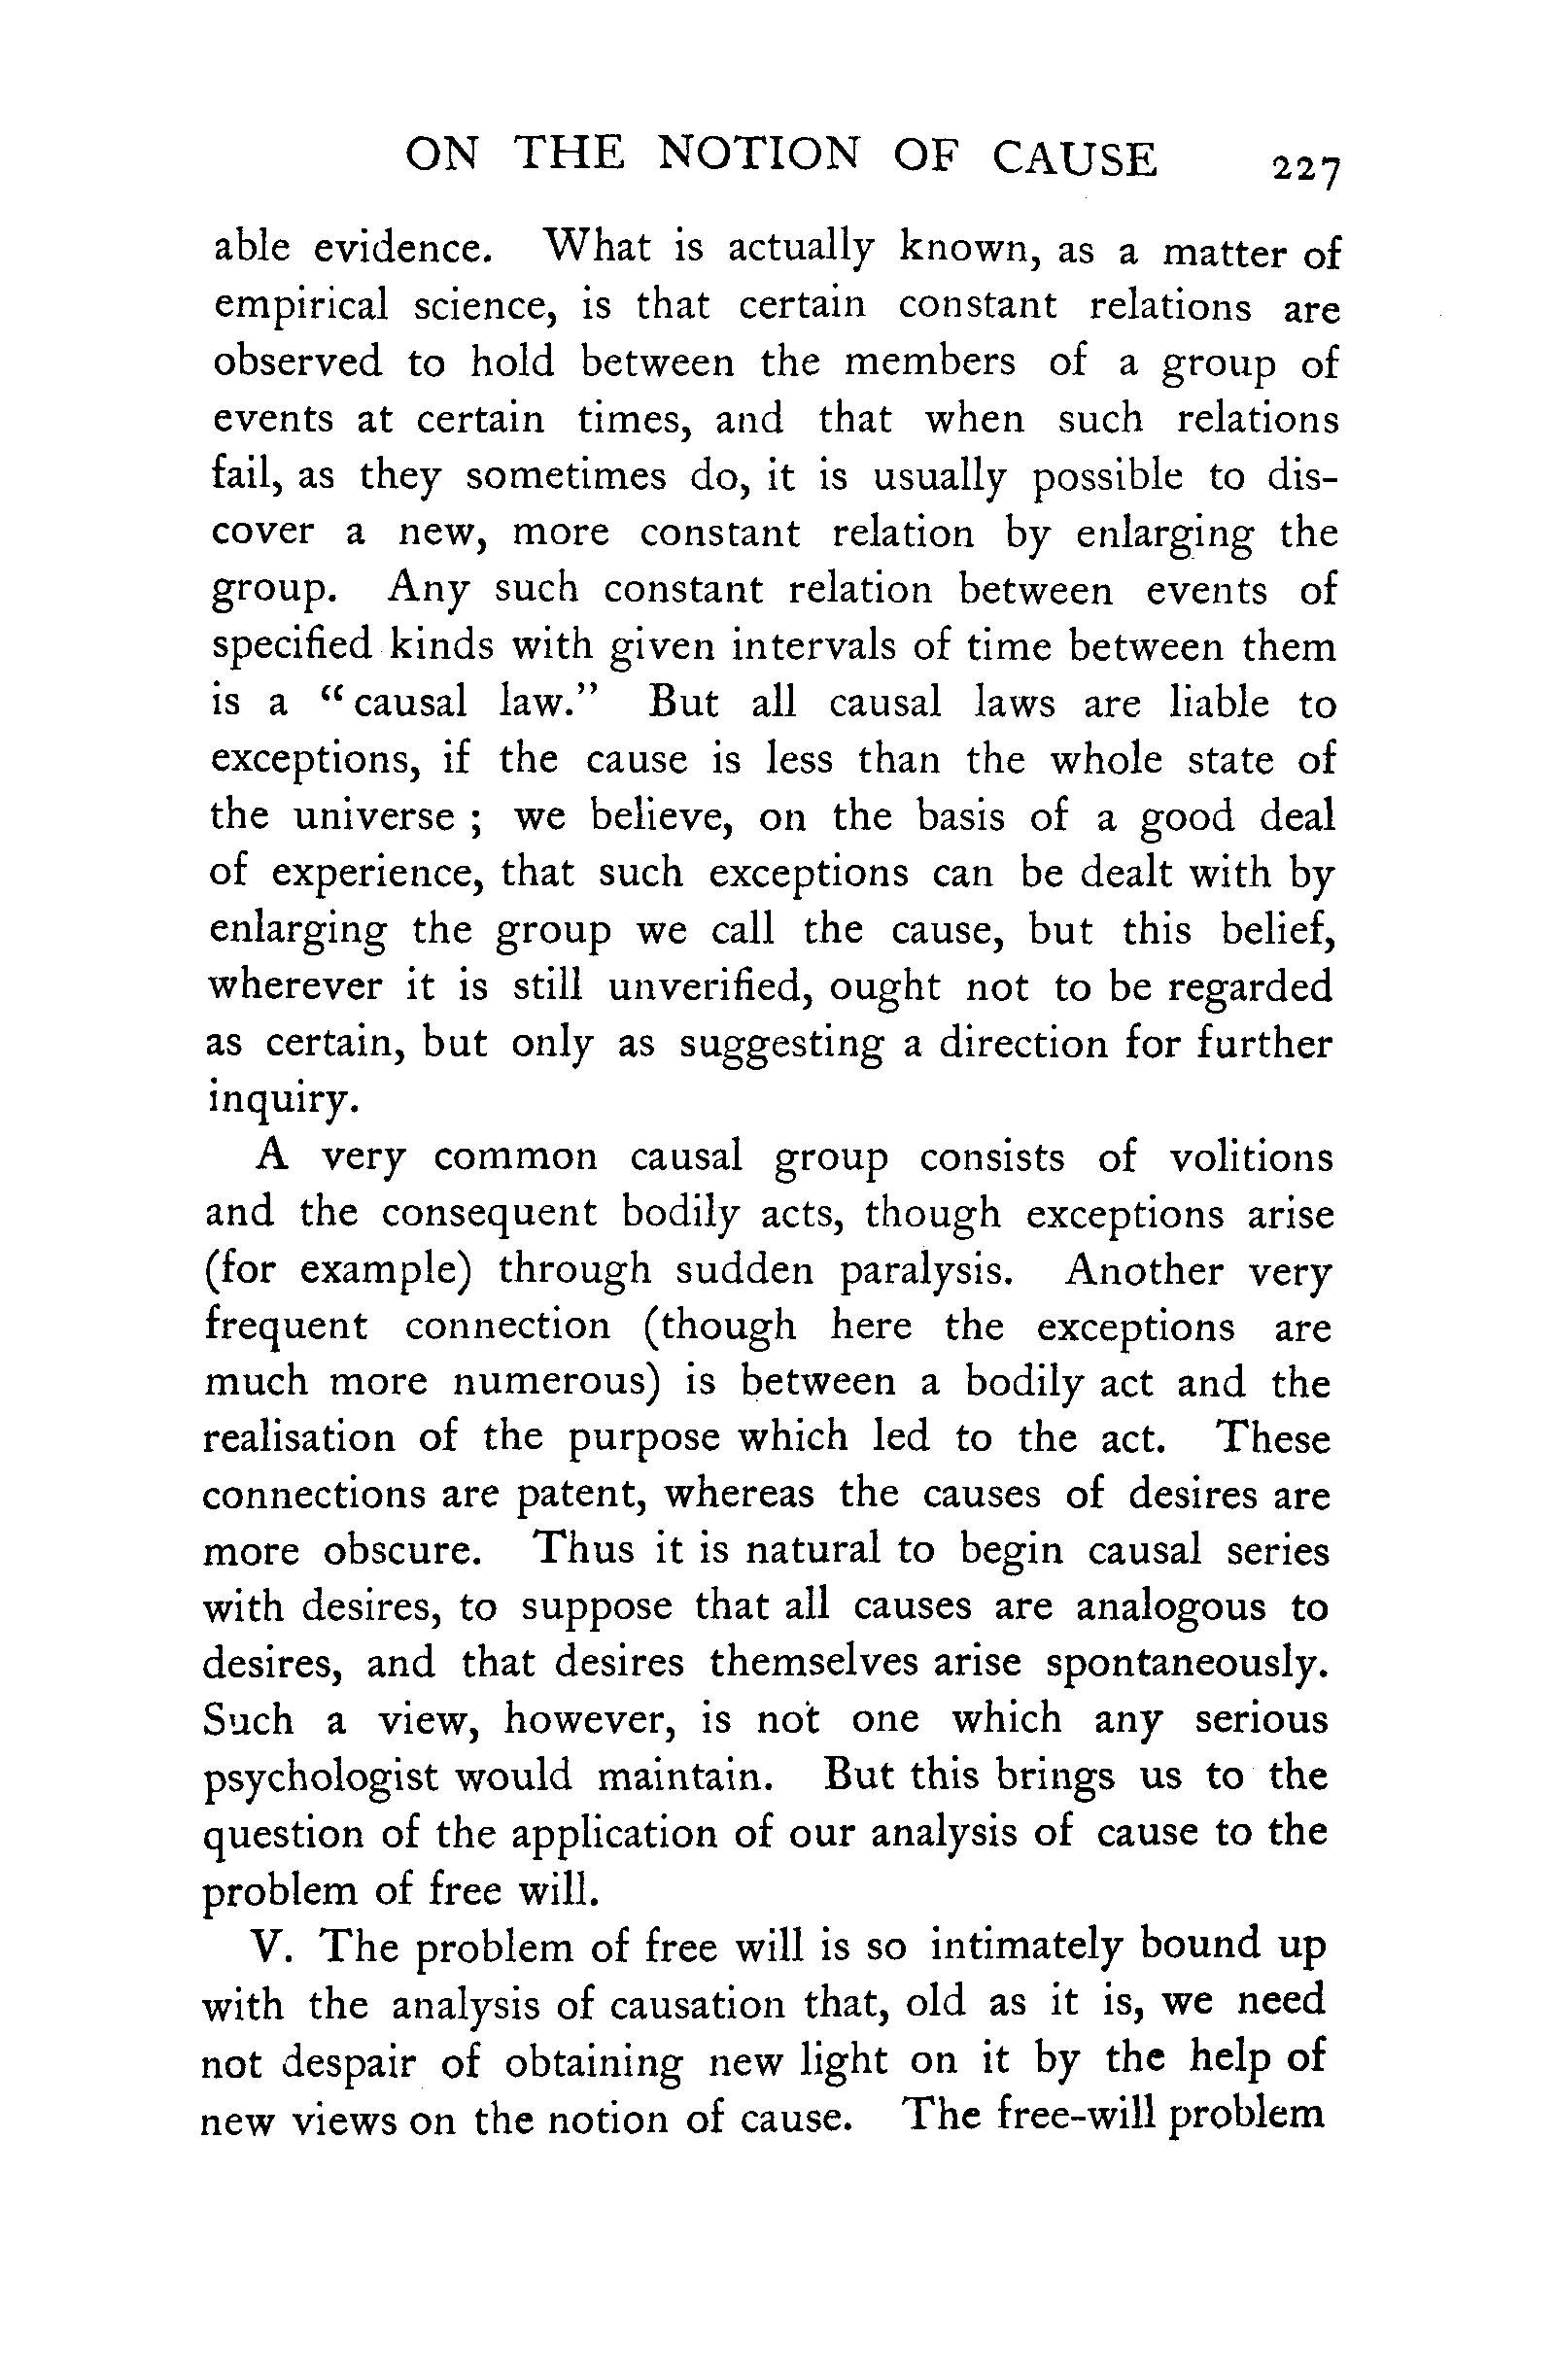 ON THE NOTION OF CAUSE 227
able evidence. What is actually known, as a matter of
empirical science, is that certain constant relations are
observed to hold between the members of a group of
events at certain times, and that when such relations
fail, as they sometimes do, it is usually possible to dis-
cover a new, more constant relation by enlarging the
group. Any such constant relation between events of
specified kinds with given intervals of time between them
is a “causal law.” But all causal laws are liable to
exceptions, if the cause is less than the whole state of
the universe ; we believe, on the basis of a good deal
of experience, that such exceptions can be dealt with by
enlarging the group we call the cause, but this belief,
wherever it is still unverified, ought not to be regarded
as certain, but only as suggesting a direction for further
inquiry.
A very common causal group consists of volitions
and the consequent bodily acts, though exceptions arise
(for example) through sudden paralysis. Another very
frequent connection (though here the exceptions are
much more numerous) is between a bodily act and the
realisation of the purpose which led to the act. These
connections are patent, whereas the causes of desires are
more obscure. Thus it is natural to begin causal series
with desires, to suppose that all causes are analogous to
desires, and that desires themselves arise spontaneously.
Such a view, however, is not one which any serious
psychologist would maintain. But this brings us to the
question of the application of our analysis of cause to the
problem of free will.
V. The problem of free will is so intimately bound up
with the analysis of causation that, old as it is, we need
not despair of obtaining new light on it by the help of
new views on the notion of cause. The free-will problem